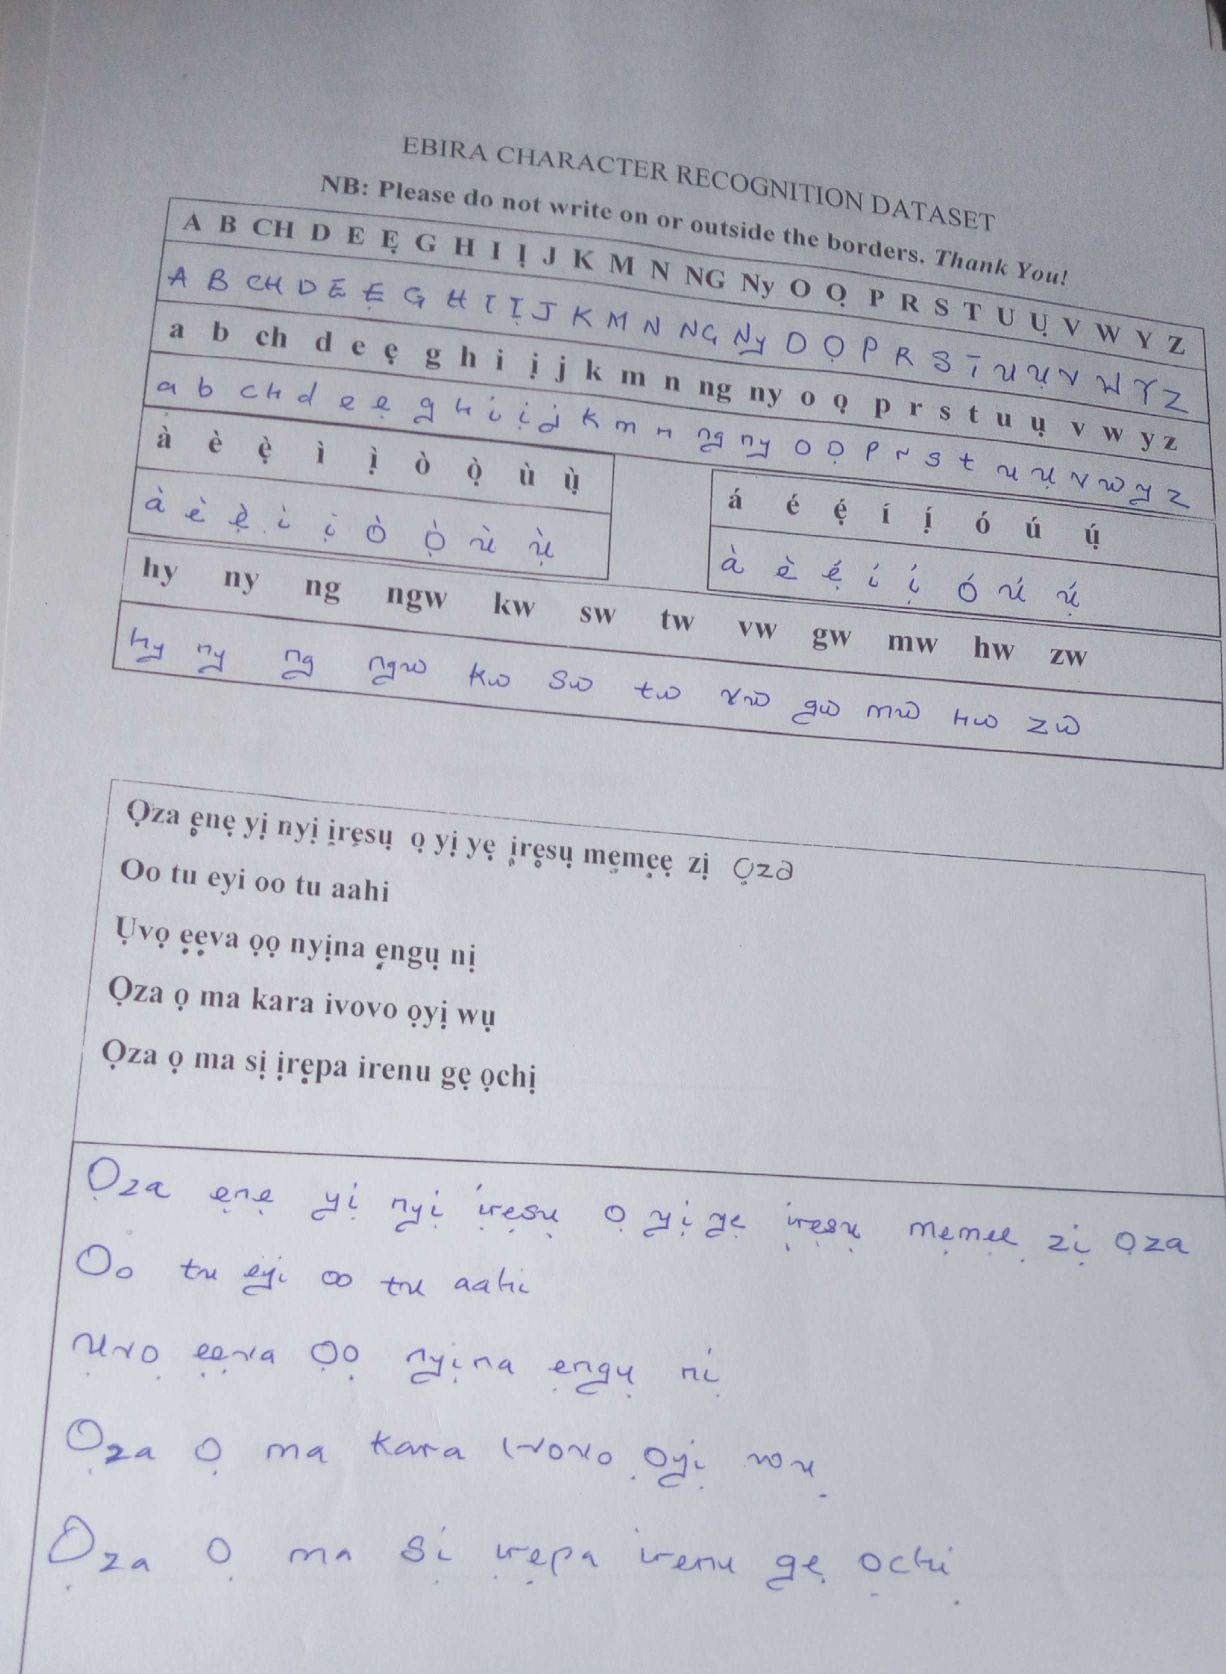 EBIRA CHARACTER RECOGNITION DATASET
NB: Please do not write on or outside the borders. Thank You!
A B CH D E Ẹ G H I Ị J K M N NG Ny O Ọ P R S T U Ụ V W Y Z
A B CH D E Ẹ G H I Ị J K M N NG Ny O Ọ P R S T U Ụ V W Y Z
a b ch d e ẹ g h i ị j k m n ng ny o ọ p r s t u ụ v w y z
a b cH d e ẹ g H i ị j K m n ng ny o ọ p r s t u ụ v w y z
à è ẹ̀ ì ị̀ ò ọ̀ ù ụ̀
à è ẹ̀ ì ị̀ ò ọ̀ ù ụ̀
á é ẹ́ í ị́ ó ú ụ́
à è ẹ́ í ị́ ó ú ụ́
hy ny ng ngw kw sw tw vw gw mw hw zw
hy ny ng ngw kw sw tw vw gw mw Hw zw
Ọza ẹnẹ yị nyị ịrẹsụ ọ yị yẹ ịrẹsụ mẹmẹẹ zị ọza
Oo tu eyi oo tu aahi
Ụvọ ẹẹva ọọ nyịna ẹngụ nị
Ọza ọ ma kara ivovo ọyị wụ
Ọza ọ ma sị ịrẹpa irenu gẹ ọchị
Ọza ẹnẹ yị nyị irẹsụ ọ yị yẹ ịrẹsụ mẹmẹẹ zị ọza
Oo tu eyi oo tu aahi
ụvọ ẹẹva ọọ nyịna ẹngụ nị
Ọza ọ ma kara ivovo ọyị wụ
Ọza ọ ma sị ịrẹpa irenu gẹ ọchị